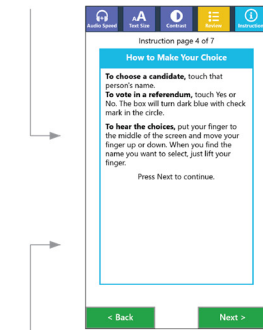 Audio Speed
AA
Text Size
Contrast
Review
Instruction
Instruction page 4 of 7
How to Make Your Choice
To choose a candidate, touch that
person's name.
To vote in a referendum, touch Yes or
No. The box will turn dark blue with check
mark in the circle.
To hear the choices, put your finger to
the middle of the screen and move your
finger up or down. When you find the
name you want to select, just lift your
finger.
Press Next to continue.
< Back
Next >